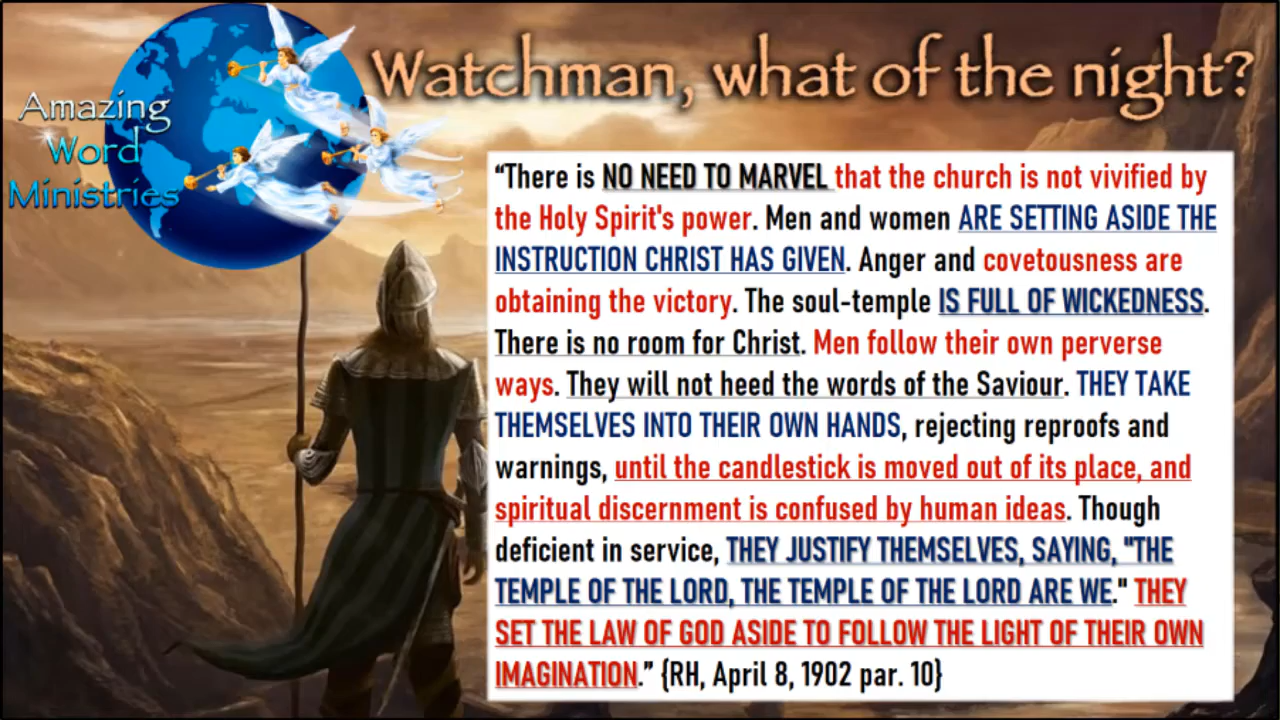 Amazing
Word
Ministries
Watchman, what of the night?
“There is NO NEED TO MARVEL that the church is not vivified by
the Holy Spirit's power. Men and women ARE SETTING ASIDE THE
INSTRUCTION CHRIST HAS GIVEN. Anger and covetousness are
obtaining the victory. The soul-temple IS FULL OF WICKEDNESS.
There is no room for Christ. Men follow their own perverse
ways. They will not heed the words of the Saviour. THEY TAKE
THEMSELVES INTO THEIR OWN HANDS, rejecting reproofs and
warnings, until the candlestick is moved out of its place, and
spiritual discernment is confused by human ideas. Though
deficient in service, THEY JUSTIFY THEMSELVES, SAYING, "THE
TEMPLE OF THE LORD, THE TEMPLE OF THE LORD ARE WE." THEY
SET THE LAW OF GOD ASIDE TO FOLLOW THE LIGHT OF THEIR OWN
IMAGINATION.” {RH, April 8, 1902 par. 10}